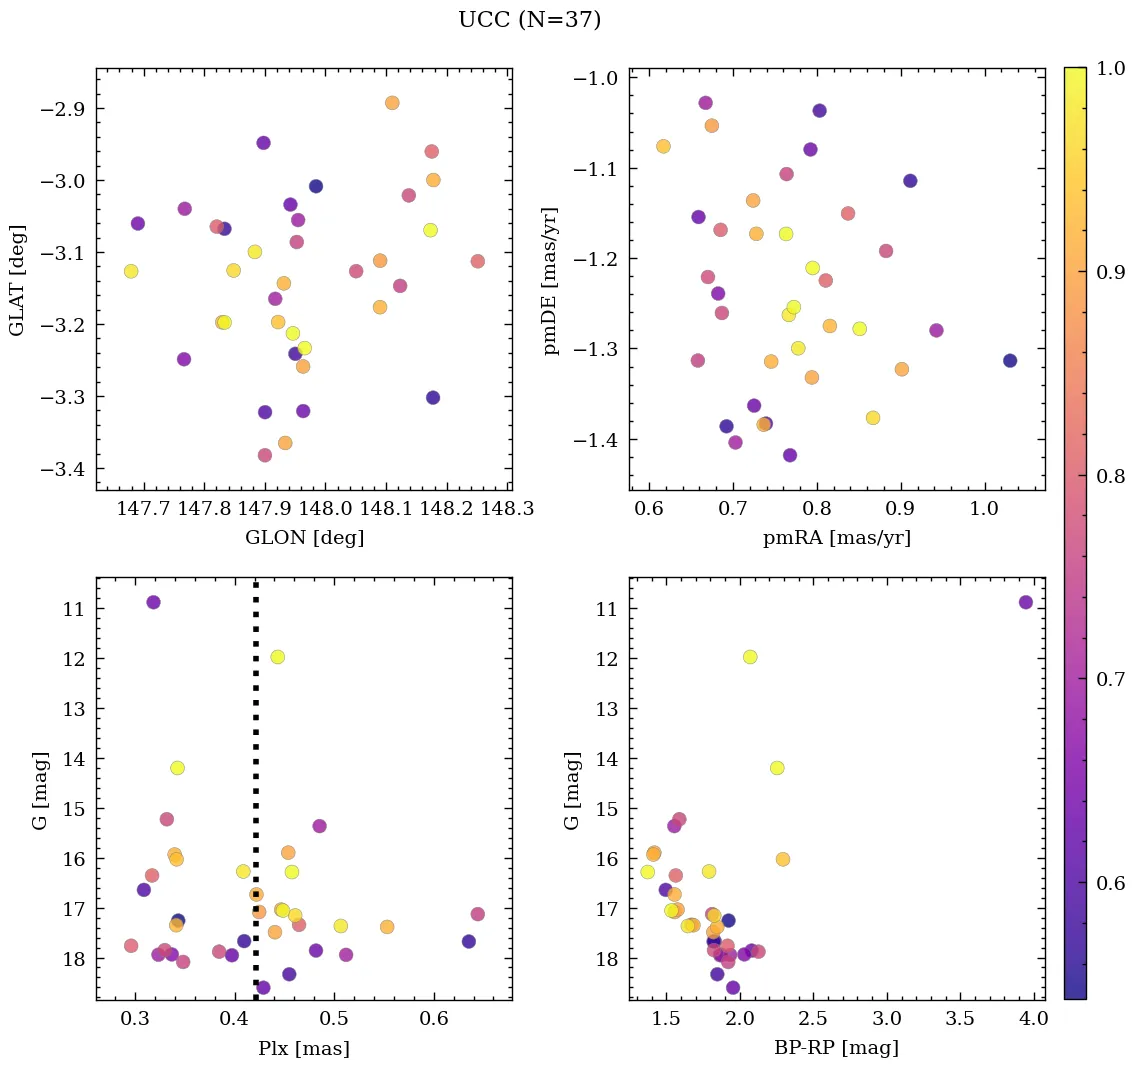 UCC (N=37)
−2.9
−3.0
−3.1
−3.2
−3.3
−3.4
GLAT [deg]
147.7 147.8 147.9 148.0 148.1 148.2 148.3
GLON [deg]
−1.0
−1.1
−1.2
−1.3
−1.4
pmDE [mas/yr]
0.6 0.7 0.8 0.9 1.0
pmRA [mas/yr]
11
12
13
14
15
16
17
18
G [mag]
0.3 0.4 0.5 0.6
Plx [mas]
11
12
13
14
15
16
17
18
G [mag]
1.5 2.0 2.5 3.0 3.5 4.0
BP-RP [mag]
1.0
0.9
0.8
0.7
0.6